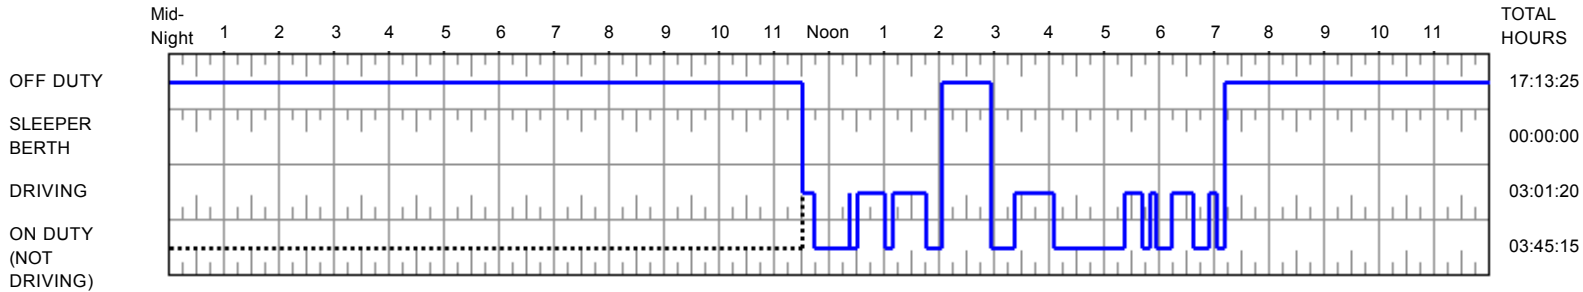 Mid-
Night 1 2 3 4 5 6 7 8 9 10 11 Noon 1 2 3 4 5 6 7 8 9 10 11
TOTAL
HOURS
OFF DUTY 17:13:25
SLEEPER
BERTH 00:00:00
DRIVING 03:01:20
ON DUTY
(NOT
DRIVING) 03:45:15